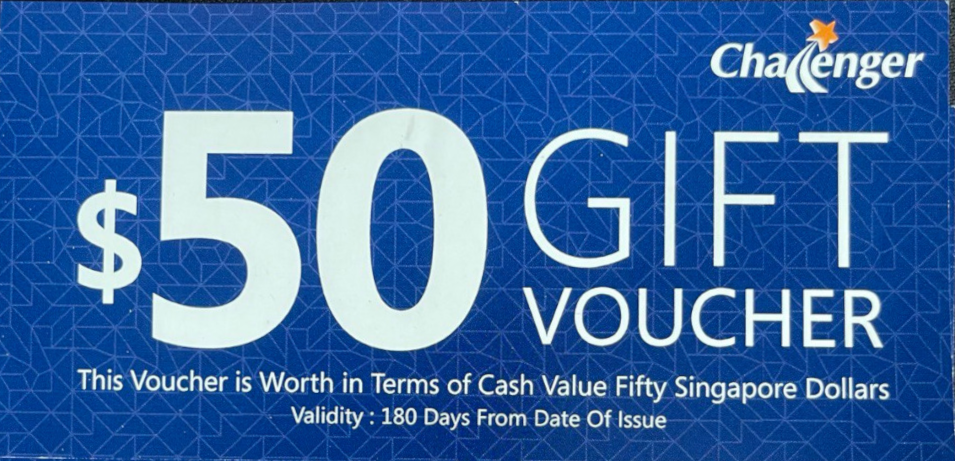 Challenger
$50 GIFT
VOUCHER
This Voucher is Worth in Terms of Cash Value Fifty Singapore Dollars
Validity : 180 Days From Date Of Issue